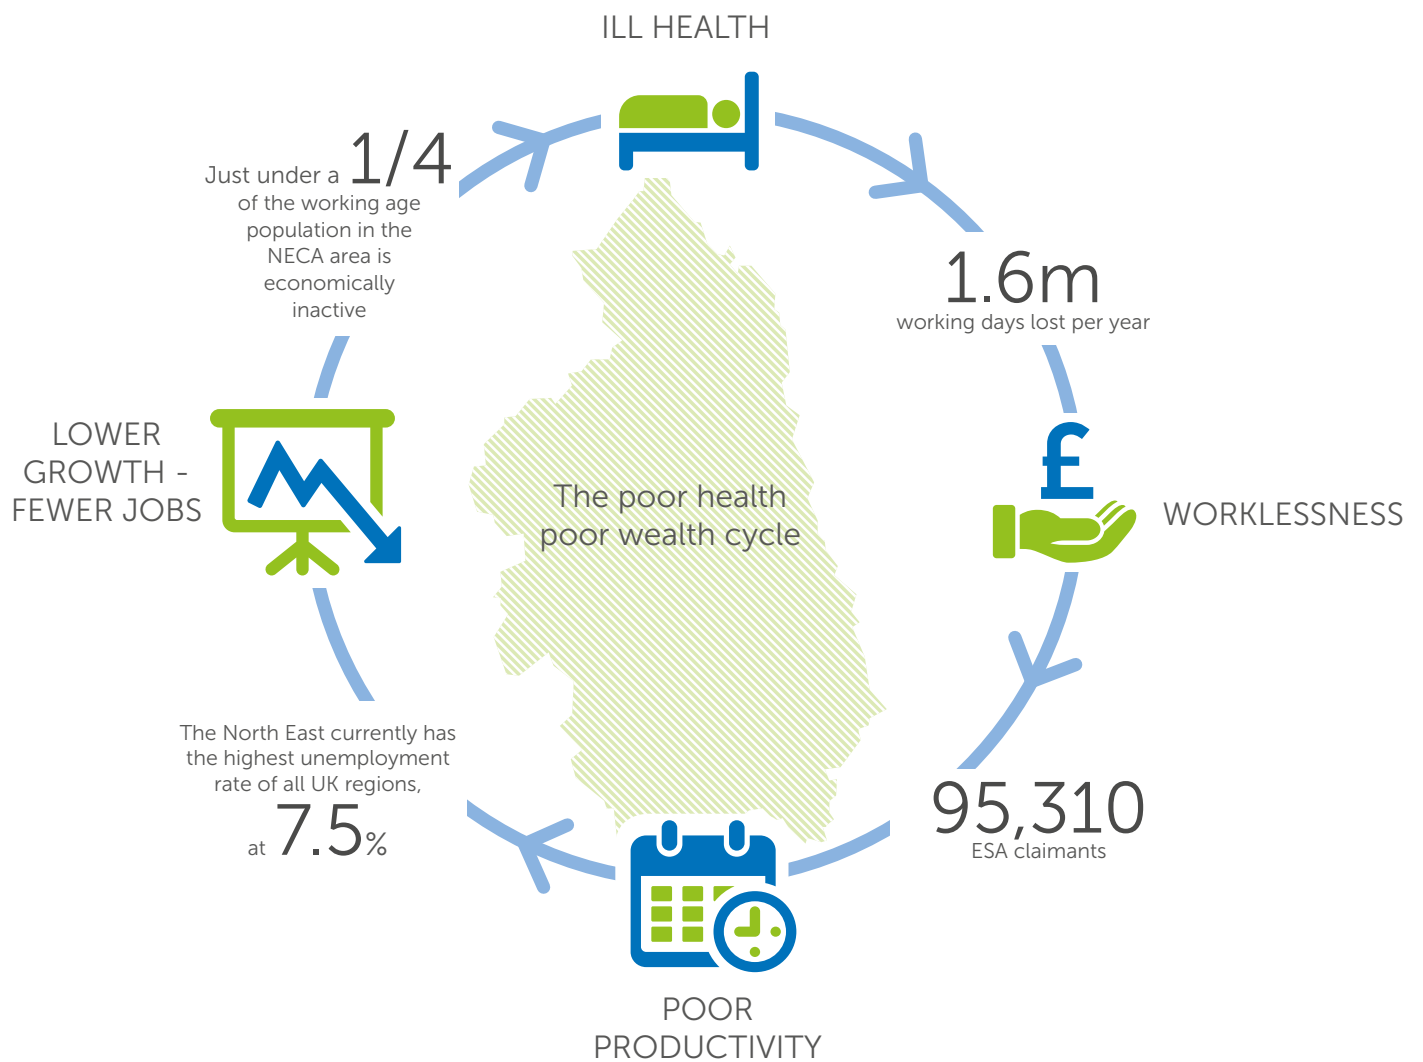 ILL HEALTH
Just under a 1/4
of the working age
population in the
NECA area is
economically
inactive
1.6m
working days lost per year
LOWER
GROWTH -
FEWER JOBS
The poor health
poor wealth cycle
£
WORKLESSNESS
The North East currently has
the highest unemployment
rate of all UK regions,
at 7.5%
95,310
ESA claimants
POOR
PRODUCTIVITY